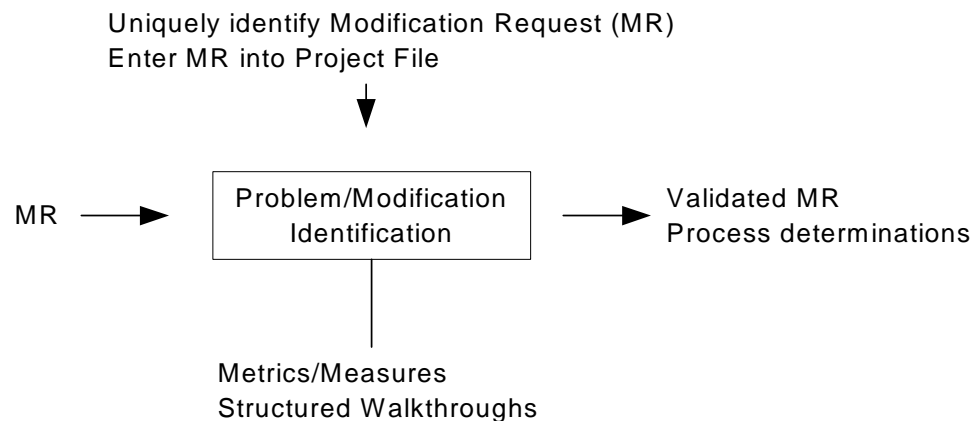 Uniquely identify Modification Request (MR)
Enter MR into Project File
MR
Problem/Modification
Identification
Validated MR
Process determinations
Metrics/Measures
Structured Walkthroughs